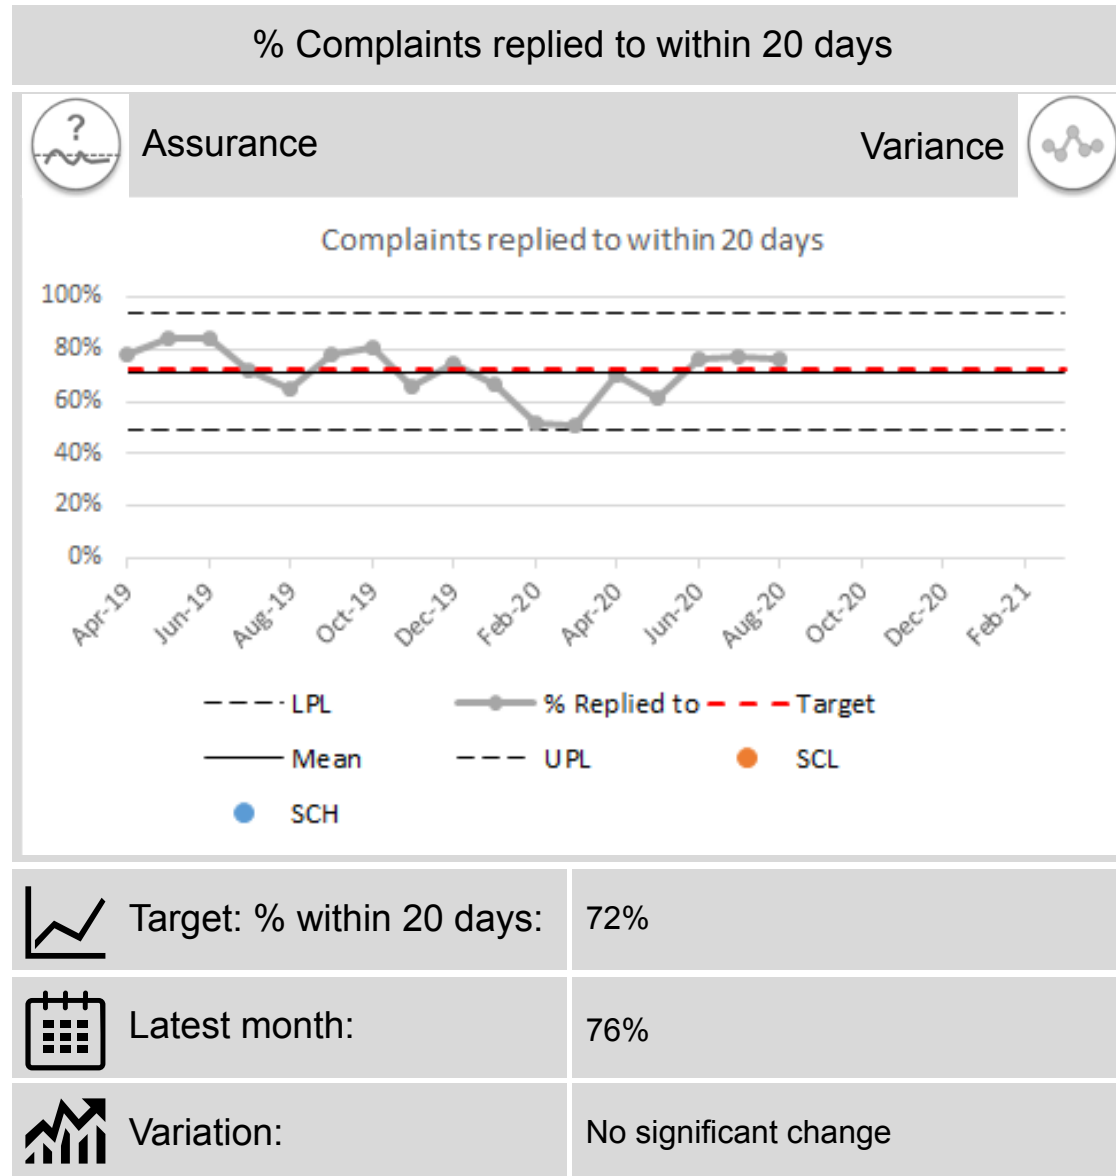 % Complaints replied to within 20 days
?
Assurance
Variance
Complaints replied to within 20 days
100%
80%
60%
40%
20%
0%
Apr-19
Jun-19
Aug-19
Oct-19
Dec-19
Feb-20
Apr-20
Jun-20
Aug-20
Oct-20
Dec-20
Feb-21
LPL
% Replied to
Target
Mean
UPL
SCL
SCH
Target: % within 20 days:
72%
Latest month:
76%
Variation:
No significant change